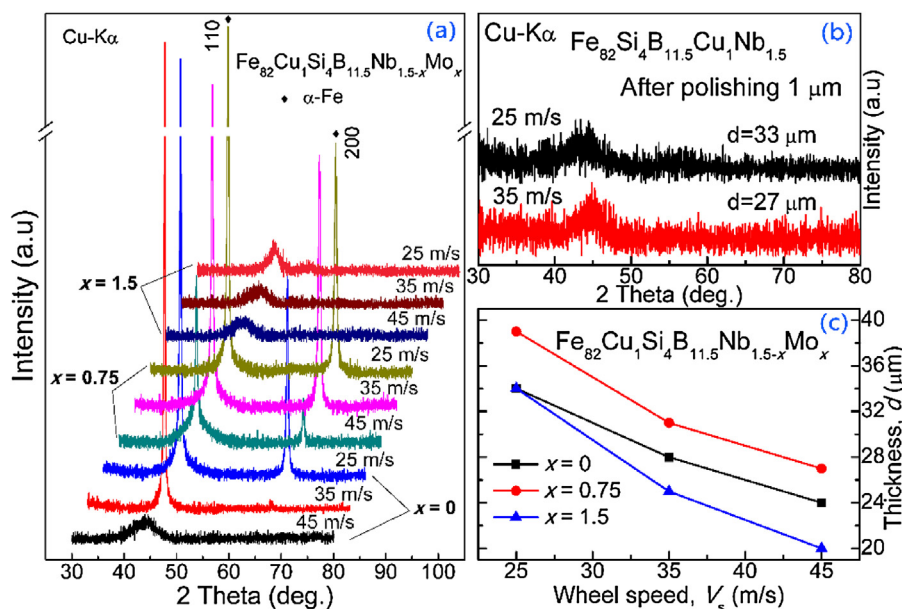 (a)
Cu-Kα
110
Fe82Cu1Si4B11.5Nb1.5-xMox
♦ α-Fe
200
25 m/s
x = 1.5
35 m/s
45 m/s
25 m/s
x = 0.75
35 m/s
45 m/s
25 m/s
35 m/s
x = 0
45 m/s
Intensity (a.u)
30 40 50 60 70 80 90 100
2 Theta (deg.)
(b)
Cu-Kα Fe82Si4B11.5Cu1Nb1.5
After polishing 1 μm
25 m/s d=33 μm
35 m/s d=27 μm
Intensity (a.u)
30 40 50 60 70 80
2 Theta (deg.)
(c)
Fe82Cu1Si4B11.5Nb1.5-xMox
x = 0
x = 0.75
x = 1.5
40
36
32
28
24
20
Thickness, d (μm)
25 30 35 40 45
Wheel speed, Vs (m/s)